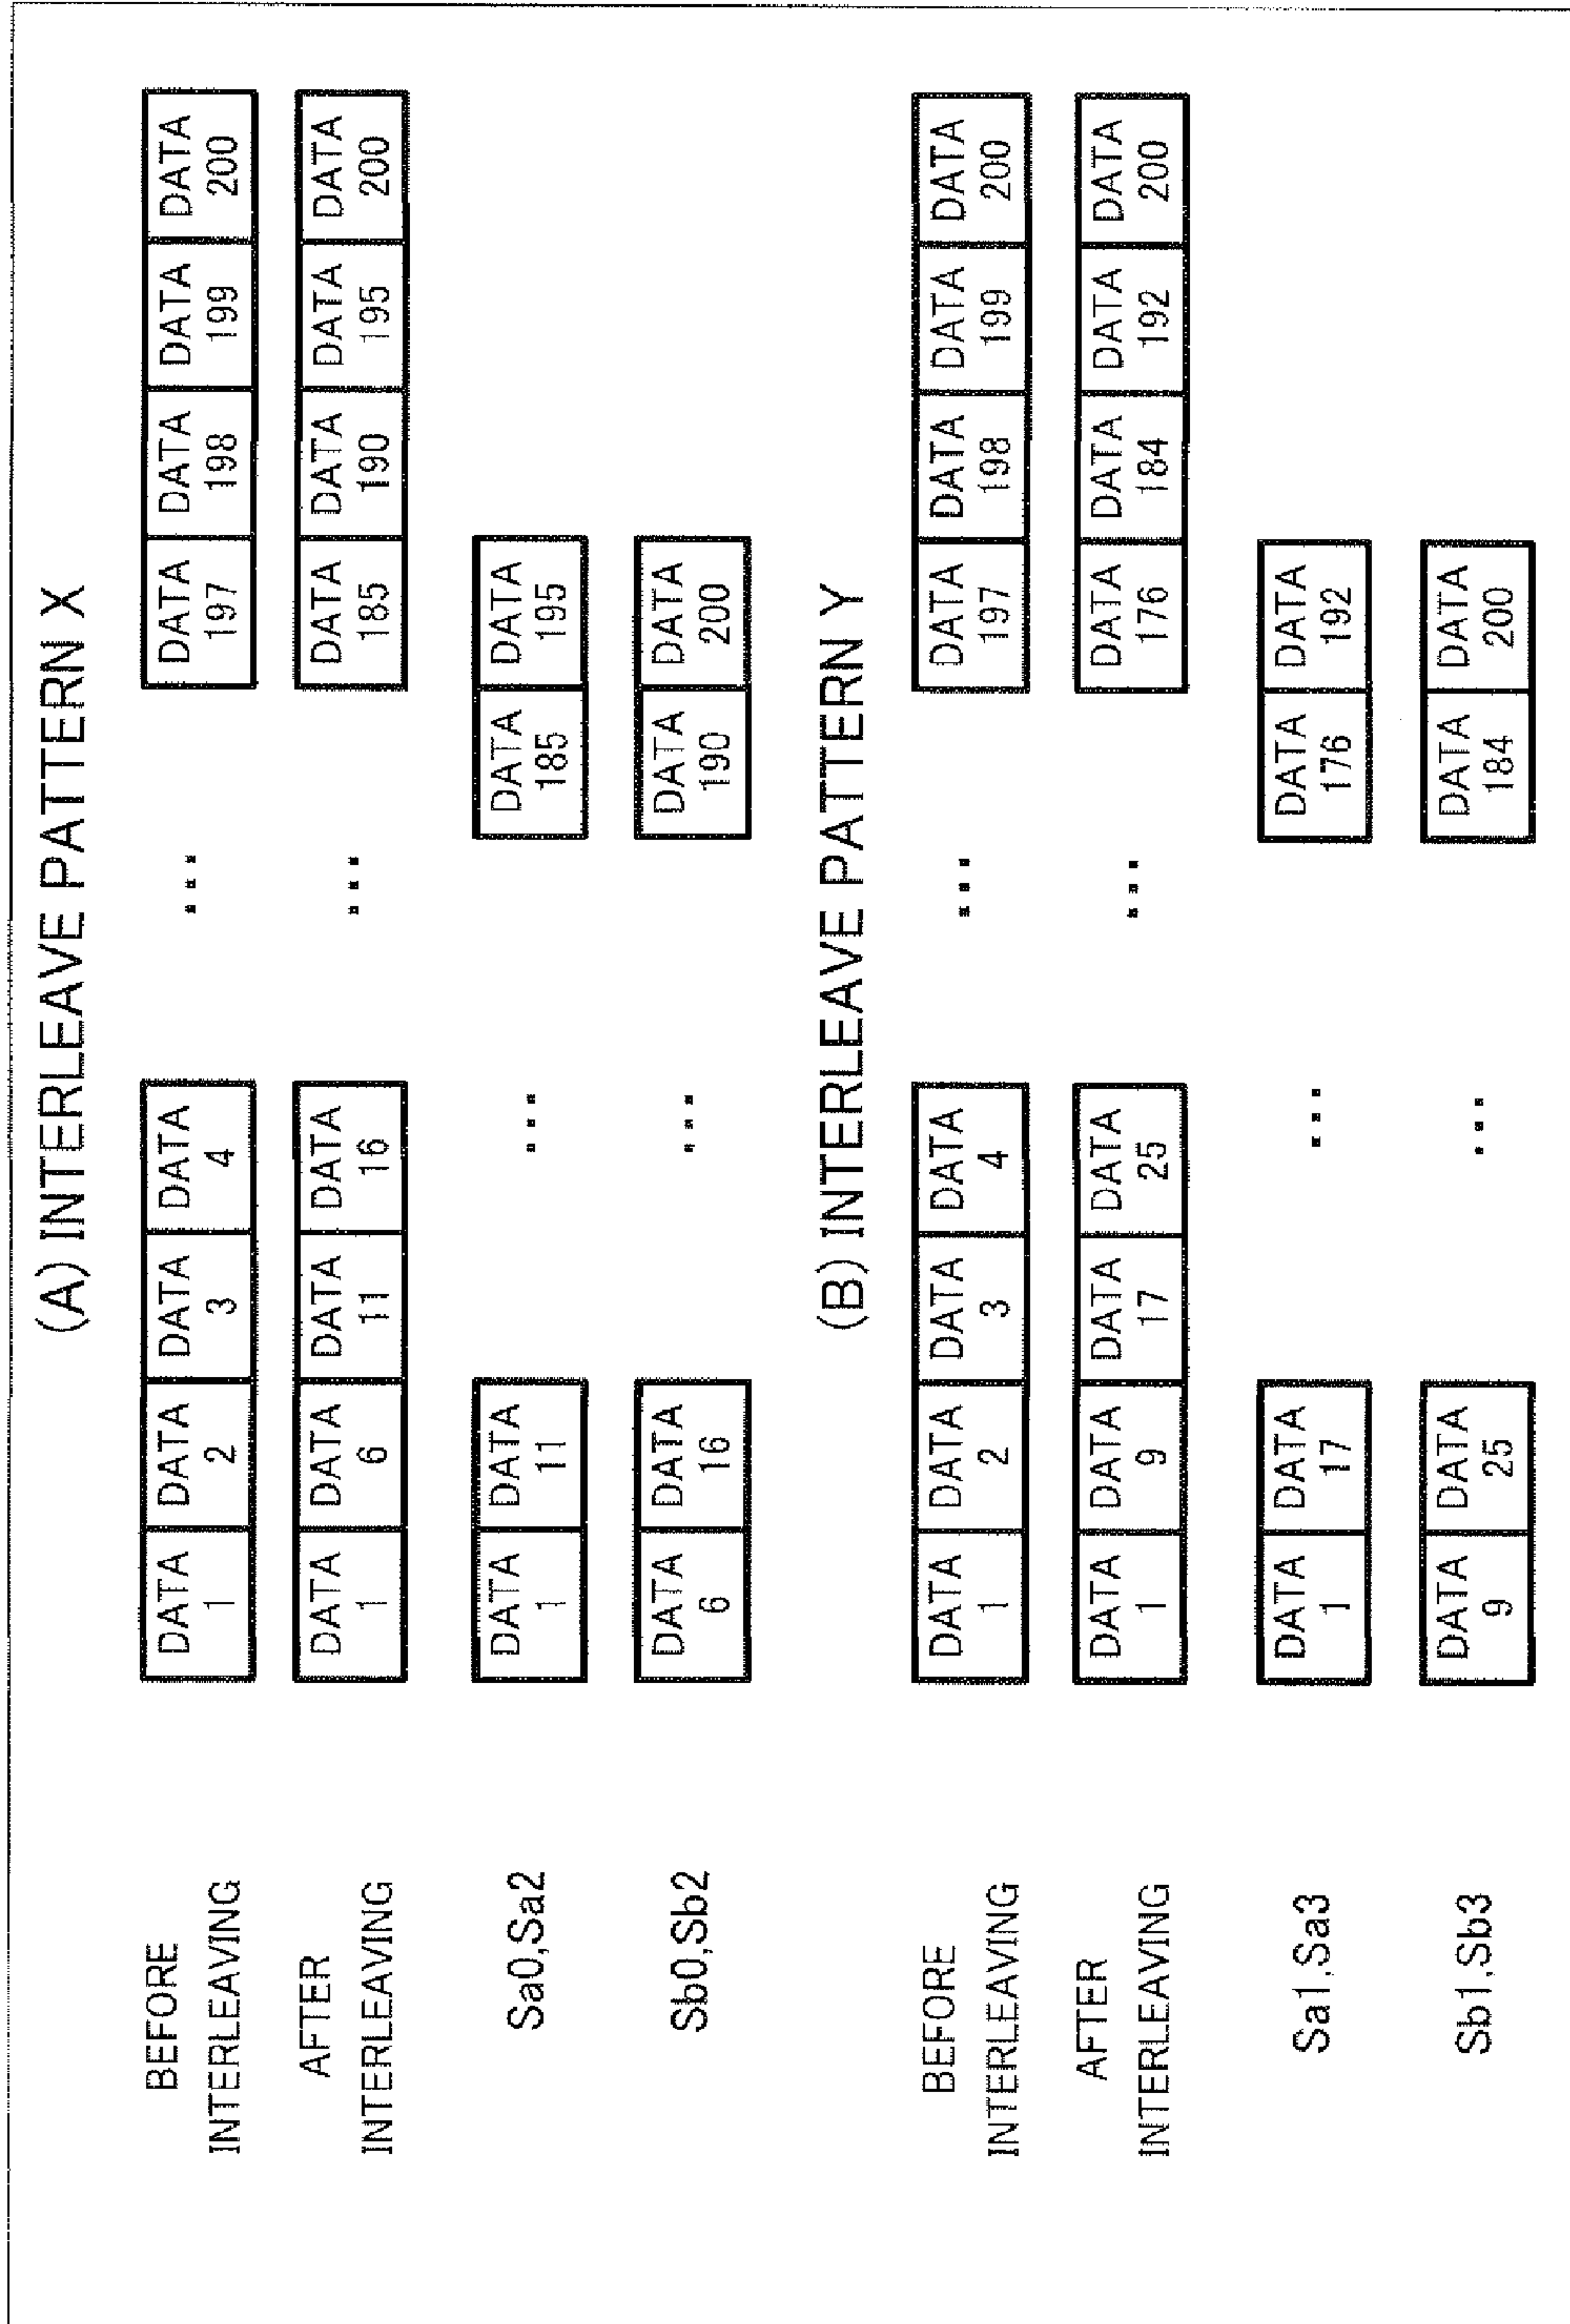 (A) INTERLEAVE PATTERN X
BEFORE
INTERLEAVING
DATA DATA DATA DATA DATA DATA DATA DATA
1 2 3 4 ... 197 198 199 200
AFTER
INTERLEAVING
DATA DATA DATA DATA DATA DATA DATA DATA
1 6 11 16 ... 185 190 195 200
Sa0,Sa2
DATA DATA DATA DATA
1 11 ... 185 195
Sb0,Sb2
DATA DATA DATA DATA
6 16 ... 190 200
(B) INTERLEAVE PATTERN Y
BEFORE
INTERLEAVING
DATA DATA DATA DATA DATA DATA DATA DATA
1 2 3 4 ... 197 198 199 200
AFTER
INTERLEAVING
DATA DATA DATA DATA DATA DATA DATA DATA
1 9 17 25 ... 176 184 192 200
Sa1,Sa3
DATA DATA DATA DATA
1 17 ... 176 192
Sb1,Sb3
DATA DATA DATA DATA
9 25 ... 184 200